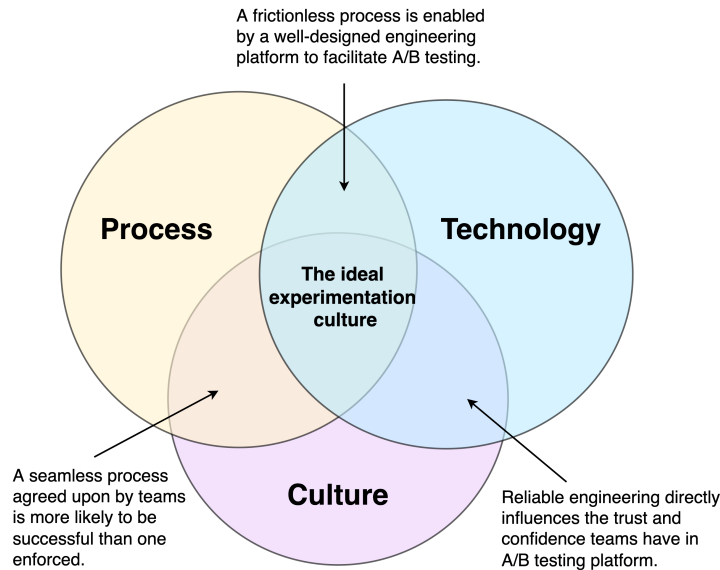 A frictionless process is enabled
by a well-designed engineering
platform to facilitate A/B testing.
Process
Technology
The ideal
experimentation
culture
A seamless process
agreed upon by teams
is more likely to be
successful than one
enforced.
Culture
Reliable engineering directly
influences the trust and
confidence teams have in
A/B testing platform.